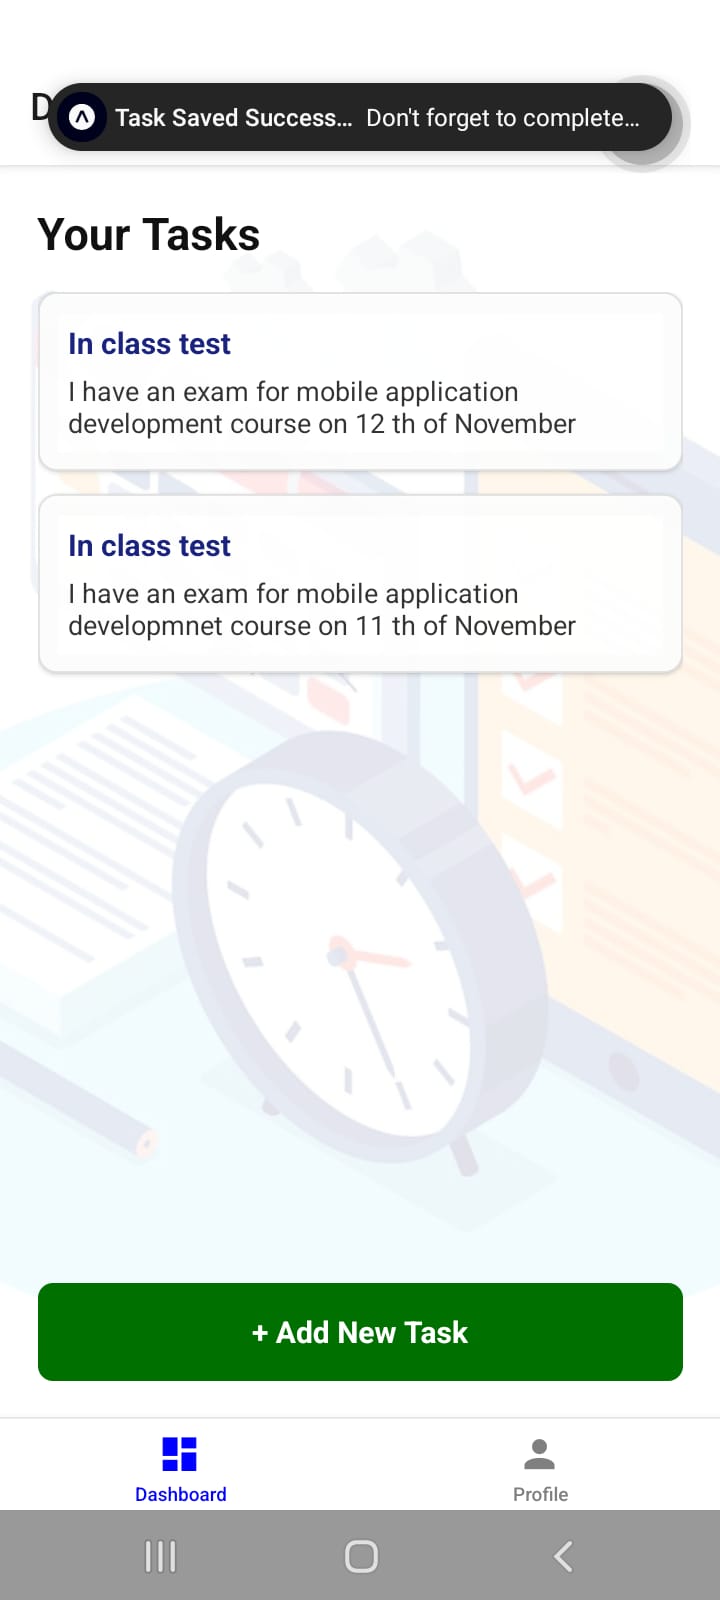 D
Task Saved Success... Don't forget to complete...
Your Tasks
In class test
I have an exam for mobile application
development course on 12 th of November
In class test
I have an exam for mobile application
developmnet course on 11 th of November
+ Add New Task
Dashboard
Profile